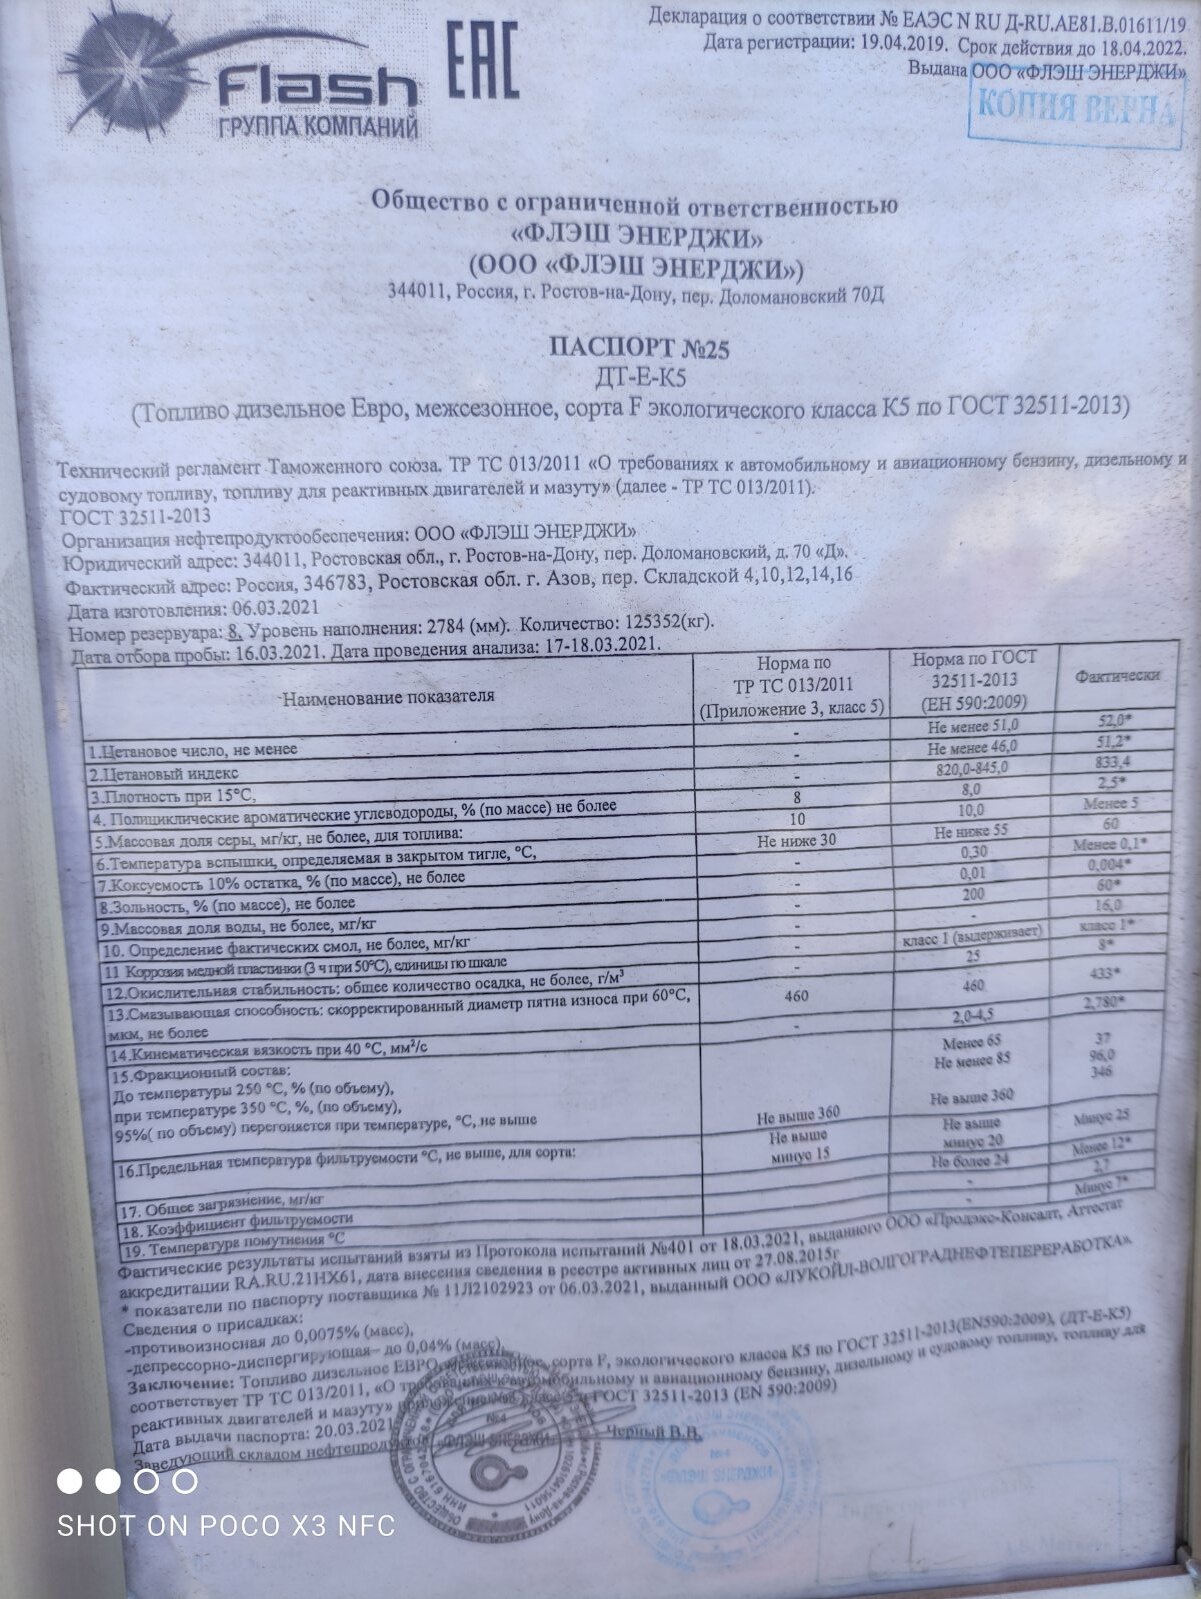 Flash
ГРУППА КОМПАНИЙ
EAC
Декларация о соответствии № ЕАЭС N RU Д-RU.АЕ81.В.01611/19
Дата регистрации: 19.04.2019. Срок действия до 18.04.2022.
Выдана ООО «ФЛЭШ ЭНЕРДЖИ»
КОПИЯ ВЕРНА
Общество с ограниченной ответственностью
«ФЛЭШ ЭНЕРДЖИ»
(ООО «ФЛЭШ ЭНЕРДЖИ»)
344011, Россия, г. Ростов-на-Дону, пер. Доломановский 70Д
ПАСПОРТ №25
ДТ-Е-К5
(Топливо дизельное Евро, межсезонное, сорта F экологического класса К5 по ГОСТ 32511-2013)
Технический регламент Таможенного союза. ТР ТС 013/2011 «О требованиях к автомобильному и авиационному бензину, дизельному и
судовому топливу, топливу для реактивных двигателей и мазуту» (далее - ТР ТС 013/2011).
ГОСТ 32511-2013
Организация нефтепродуктообеспечения: ООО «ФЛЭШ ЭНЕРДЖИ»
Юридический адрес: 344011, Ростовская обл., г. Ростов-на-Дону, пер. Доломановский, д. 70 «Д».
Фактический адрес: Россия, 346783, Ростовская обл. г. Азов, пер. Складской 4,10,12,14,16
Дата изготовления: 06.03.2021
Номер резервуара: 8. Уровень наполнения: 2784 (мм). Количество: 125352(кг).
Дата отбора пробы: 16.03.2021. Дата проведения анализа: 17-18.03.2021.
Наименование показателя
Норма по
ТР ТС 013/2011
(Приложение 3, класс 5)
Норма по ГОСТ
32511-2013
(ЕН 590:2009)
Фактически
1.Цетановое число, не менее - Не менее 51,0 52,0*
2.Цетановый индекс - Не менее 46,0 51,2*
3.Плотность при 15°С, - 820,0-845,0 833,4
4. Полициклические ароматические углеводороды, % (по массе) не более 8 8,0 2,5*
5.Массовая доля серы, мг/кг, не более, для топлива: 10 10,0 Менее 5
6.Температура вспышки, определяемая в закрытом тигле, °С, Не ниже 30 Не ниже 55 60
7.Коксуемость 10% остатка, % (по массе), не более - 0,30 Менее 0,1*
8.Зольность, % (по массе), не более - 0,01 0,004*
9.Массовая доля воды, не более, мг/кг - 200 60*
10. Определение фактических смол, не более, мг/кг - - 16,0
11 Коррозия медной пластинки (3 ч при 50°С), единицы по шкале - класс 1 (выдерживает) класс 1*
12.Окислительная стабильность: общее количество осадка, не более, г/м³ - 25 8*
13.Смазывающая способность: скорректированный диаметр пятна износа при 60°С,
мкм, не более 460 460 433*
14.Кинематическая вязкость при 40 °С, мм²/с - 2,0-4,5 2,780*
15.Фракционный состав:
До температуры 250 °С, % (по объему), Менее 65 37
при температуре 350 °С, %, (по объему), Не менее 85 96,0
95%( по объему) перегоняется при температуре, °С, не выше Не выше 360 Не выше 360 346
16.Предельная температура фильтруемости °С, не выше, для сорта: Не выше
минус 15 Не выше
минус 20 Минус 25
17. Общее загрязнение, мг/кг Не более 24 Менее 12*
18. Коэффициент фильтруемости - 2,7
19. Температура помутнения °С - Минус 7*
Фактические результаты испытаний взяты из Протокола испытаний №401 от 18.03.2021, выданного ООО «Продэкс-Консалт, Аттестат
аккредитации RA.RU.21НХ61, дата внесения сведения в реестре активных лиц от 27.08.2015г
* показатели по паспорту поставщика № 11Л2102923 от 06.03.2021, выданный ООО «ЛУКОЙЛ-ВОЛГОГРАДНЕФТЕПЕРЕРАБОТКА».
Сведения о присадках:
-противоизносная до 0,0075% (масс),
-депрессорно-диспергирующая– до 0,04% (масс).
Заключение: Топливо дизельное ЕВРО, сорта F, экологического класса К5 по ГОСТ 32511-2013(EN590:2009), (ДТ-Е-К5)
соответствует ТР ТС 013/2011, «О требованиях к автомобильному и авиационному бензину, дизельному и судовому топливу, топливу для
реактивных двигателей и мазуту» ГОСТ 32511-2013 (EN 590:2009)
Дата выдачи паспорта: 20.03.2021
Заведующий складом нефтепродуктов Черный В.В.
«ФЛЭШ ЭНЕРДЖИ»
«ФЛЭШ ЭНЕРДЖИ»
SHOT ON POCO X3 NFC